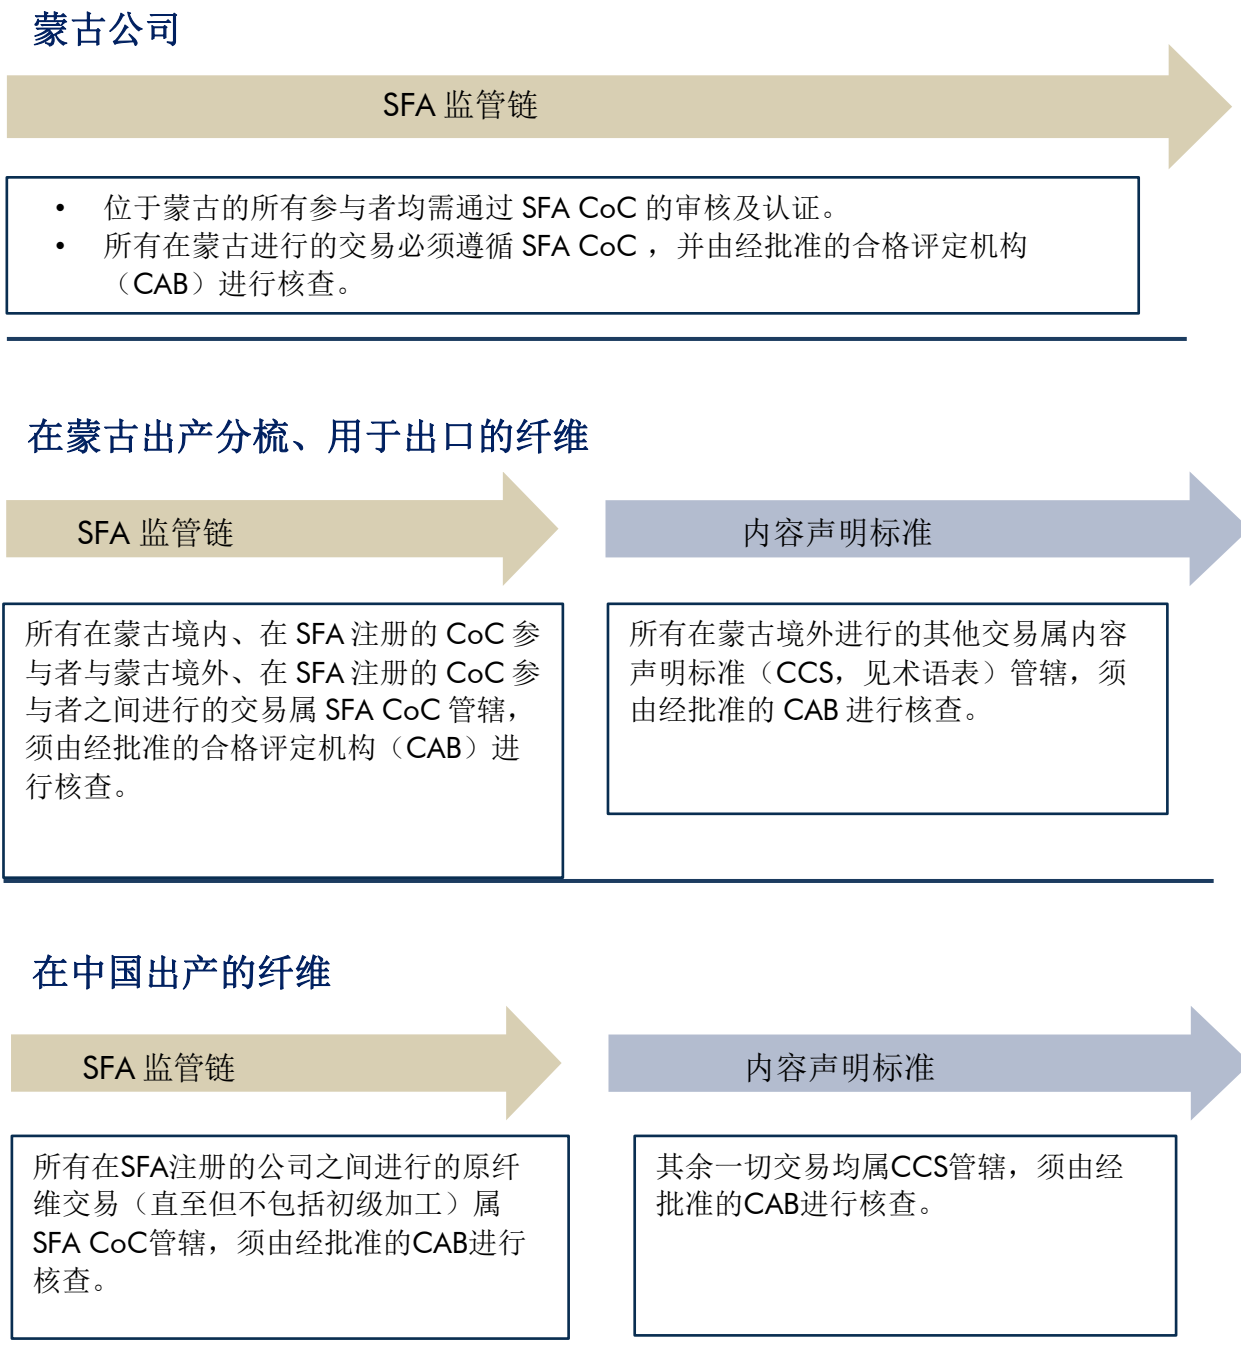 蒙古公司
SFA 监管链
• 位于蒙古的所有参与者均需通过 SFA CoC 的审核及认证。
• 所有在蒙古进行的交易必须遵循 SFA CoC ，并由经批准的合格评定机构
（CAB）进行核查。
在蒙古出产分梳、用于出口的纤维
SFA 监管链
内容声明标准
所有在蒙古境内、在 SFA 注册的 CoC 参
与者与蒙古境外、在 SFA 注册的 CoC 参
与者之间进行的交易属 SFA CoC 管辖，
须由经批准的合格评定机构（CAB）进
行核查。
所有在蒙古境外进行的其他交易属内容
声明标准（CCS，见术语表）管辖，须
由经批准的 CAB 进行核查。
在中国出产的纤维
SFA 监管链
内容声明标准
所有在SFA注册的公司之间进行的原纤
维交易（直至但不包括初级加工）属
SFA CoC管辖，须由经批准的CAB进行
核查。
其余一切交易均属CCS管辖，须由经
批准的CAB进行核查。